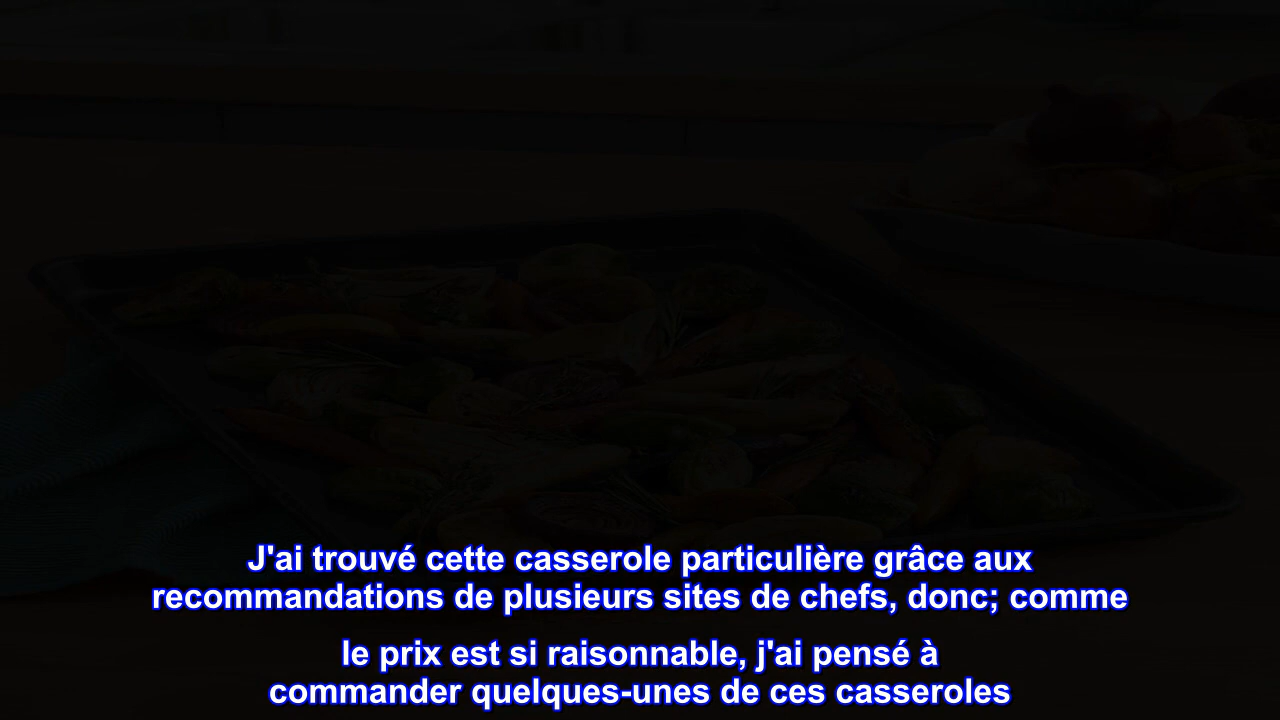 J'ai trouvé cette casserole particulière grâce aux
recommandations de plusieurs sites de chefs, donc; comme
le prix est si raisonnable, j'ai pensé à
commander quelques-unes de ces casseroles